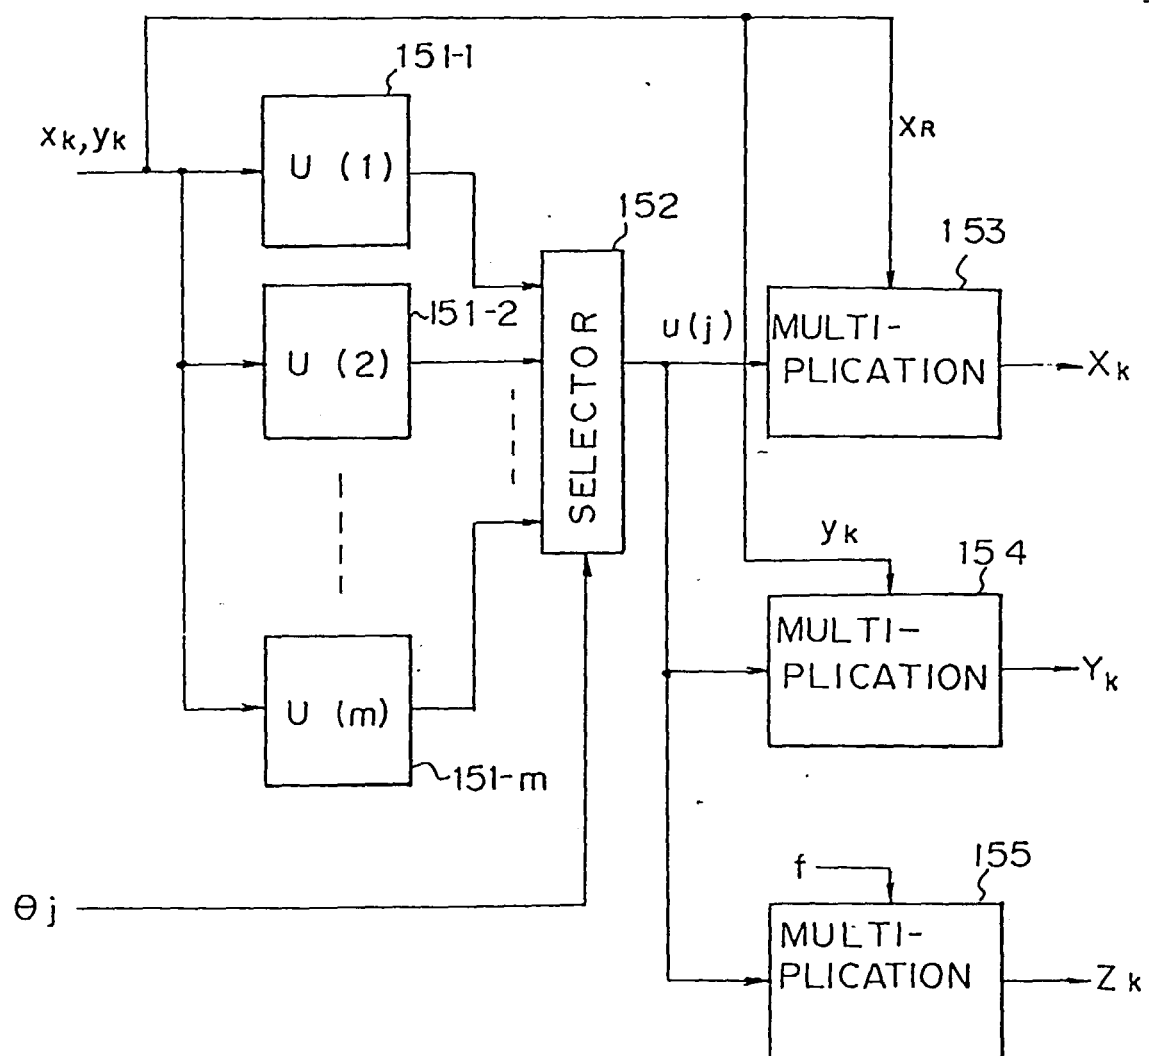 151-1
xk,yk
U (1)
xR
152
153
151-2
U (2)
SELECTOR
u(j)
MULTI-
PLICATION
Xk
yk
154
MULTI-
PLICATION
Yk
U (m)
151-m
f
155
θj
MULTI-
PLICATION
Zk